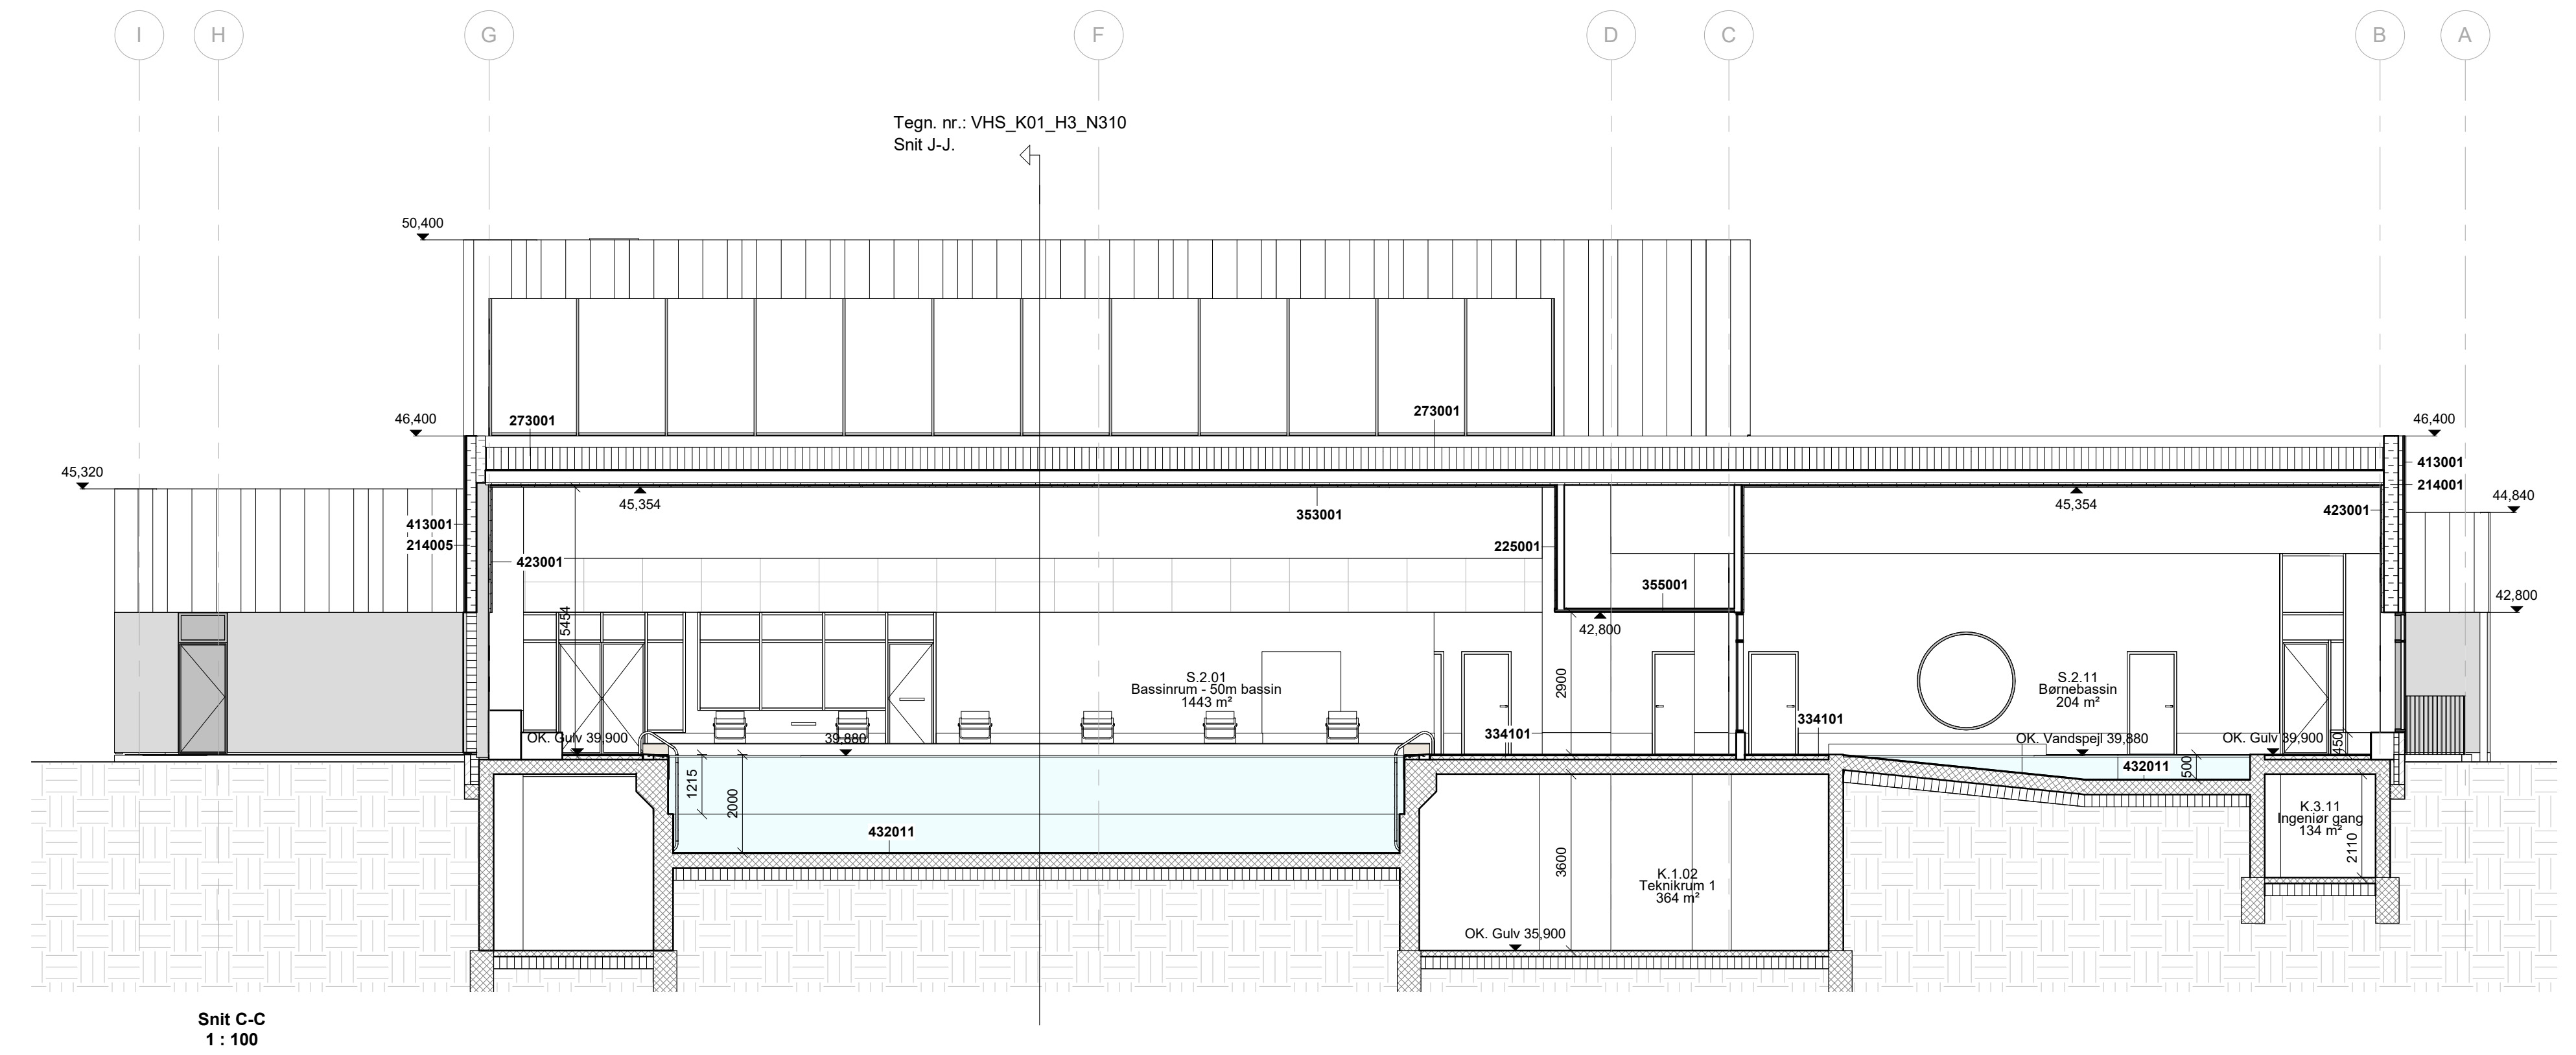 I
H
G
F
D
C
B
A
Tegn. nr.: VHS_K01_H3_N310
Snit J-J.
50,400
46,400
273001
273001
46,400
45,320
45,354
353001
45,354
413001
214001
423001
44,840
413001
214005
423001
225001
355001
42,800
42,800
5454
2900
S.2.01
Bassinrum - 50m bassin
1443 m²
S.2.11
Børnebassin
204 m²
334101
334101
OK. Gulv 39,900
39,880
OK. Vandspejl 39,880
OK. Gulv 39,900
450
1215
2000
432011
432011
500
K.3.11
Ingeniør gang
134 m²
2110
3600
K.1.02
Teknikrum 1
364 m²
OK. Gulv 35,900
Snit C-C
1 : 100